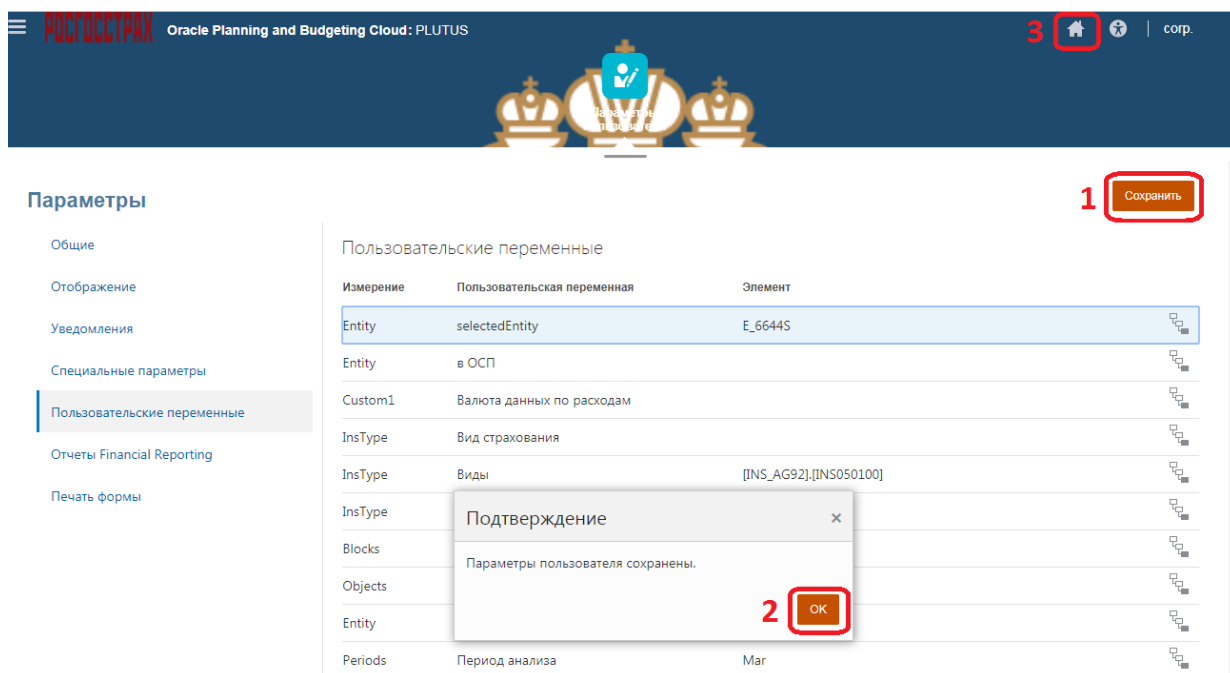 РОСГОССТРАХ Oracle Planning and Budgeting Cloud: PLUTUS 3 corp.
Параметры
пользователя
Параметры 1 Сохранить
Общие
Отображение
Уведомления
Специальные параметры
Пользовательские переменные
Отчеты Financial Reporting
Печать формы
Пользовательские переменные
Измерение Пользовательская переменная Элемент
Entity selectedEntity E_6644S
Entity в ОСП
Custom1 Валюта данных по расходам
InsType Вид страхования
InsType Виды [INS_AG92].[INS050100]
InsType
Blocks
Objects
Entity
Periods Период анализа Mar
Подтверждение ×
Параметры пользователя сохранены.
2 OK